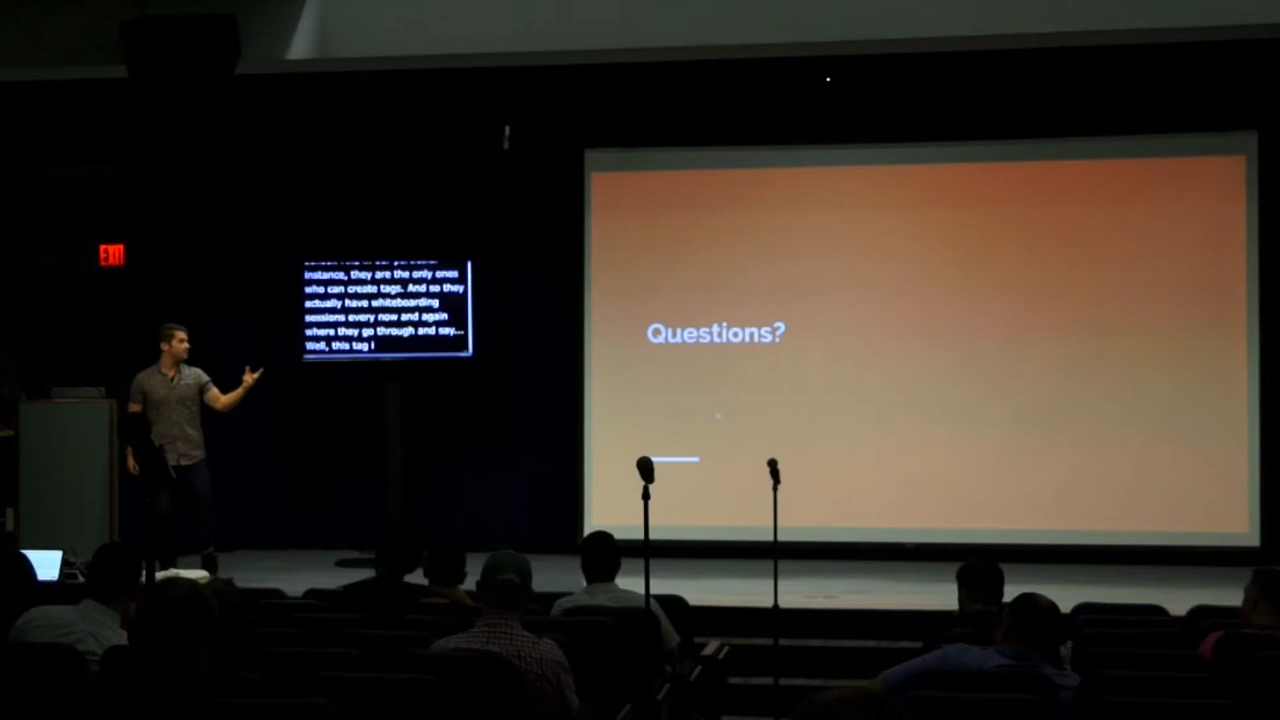 EXIT
instance, they are the only ones
who can create tags. And so they
actually have whiteboarding
sessions every now and again
where they go through and say...
Well, this tag i
Questions?